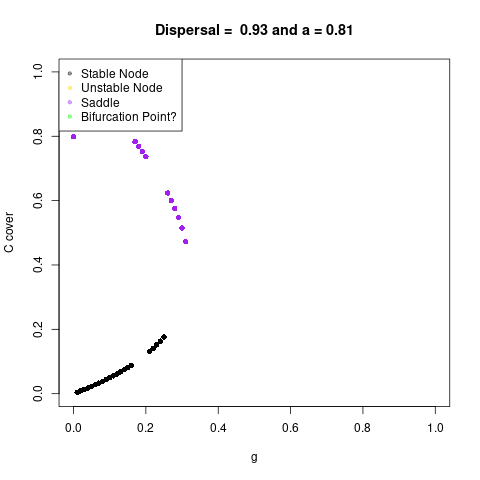 Dispersal =  0.93 and a = 0.81
Stable Node
Unstable Node
Saddle
Bifurcation Point?
C cover
1.0
0.8
0.6
0.4
0.2
0.0
0.0 0.2 0.4 0.6 0.8 1.0
g